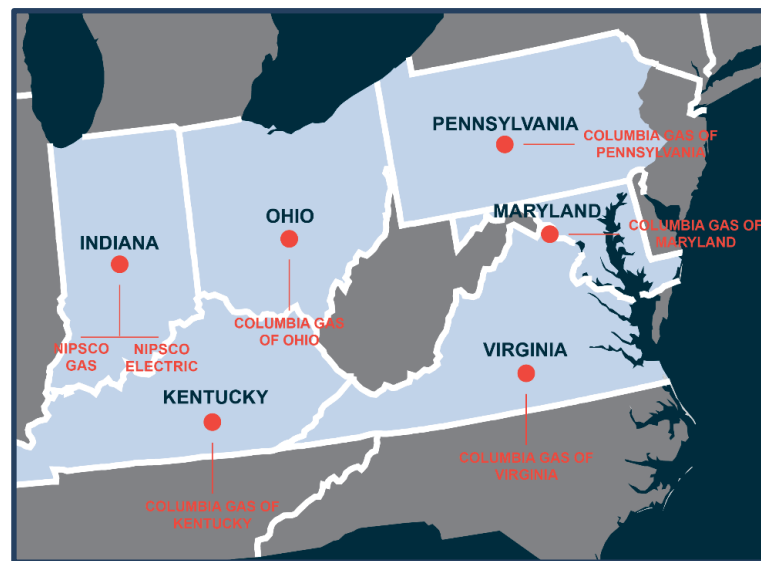 PENNSYLVANIA
COLUMBIA GAS OF
PENNSYLVANIA
MARYLAND
COLUMBIA GAS OF
MARYLAND
OHIO
COLUMBIA GAS
OF OHIO
INDIANA
NIPSCO
GAS
NIPSCO
ELECTRIC
VIRGINIA
COLUMBIA GAS OF
VIRGINIA
KENTUCKY
COLUMBIA GAS OF
KENTUCKY